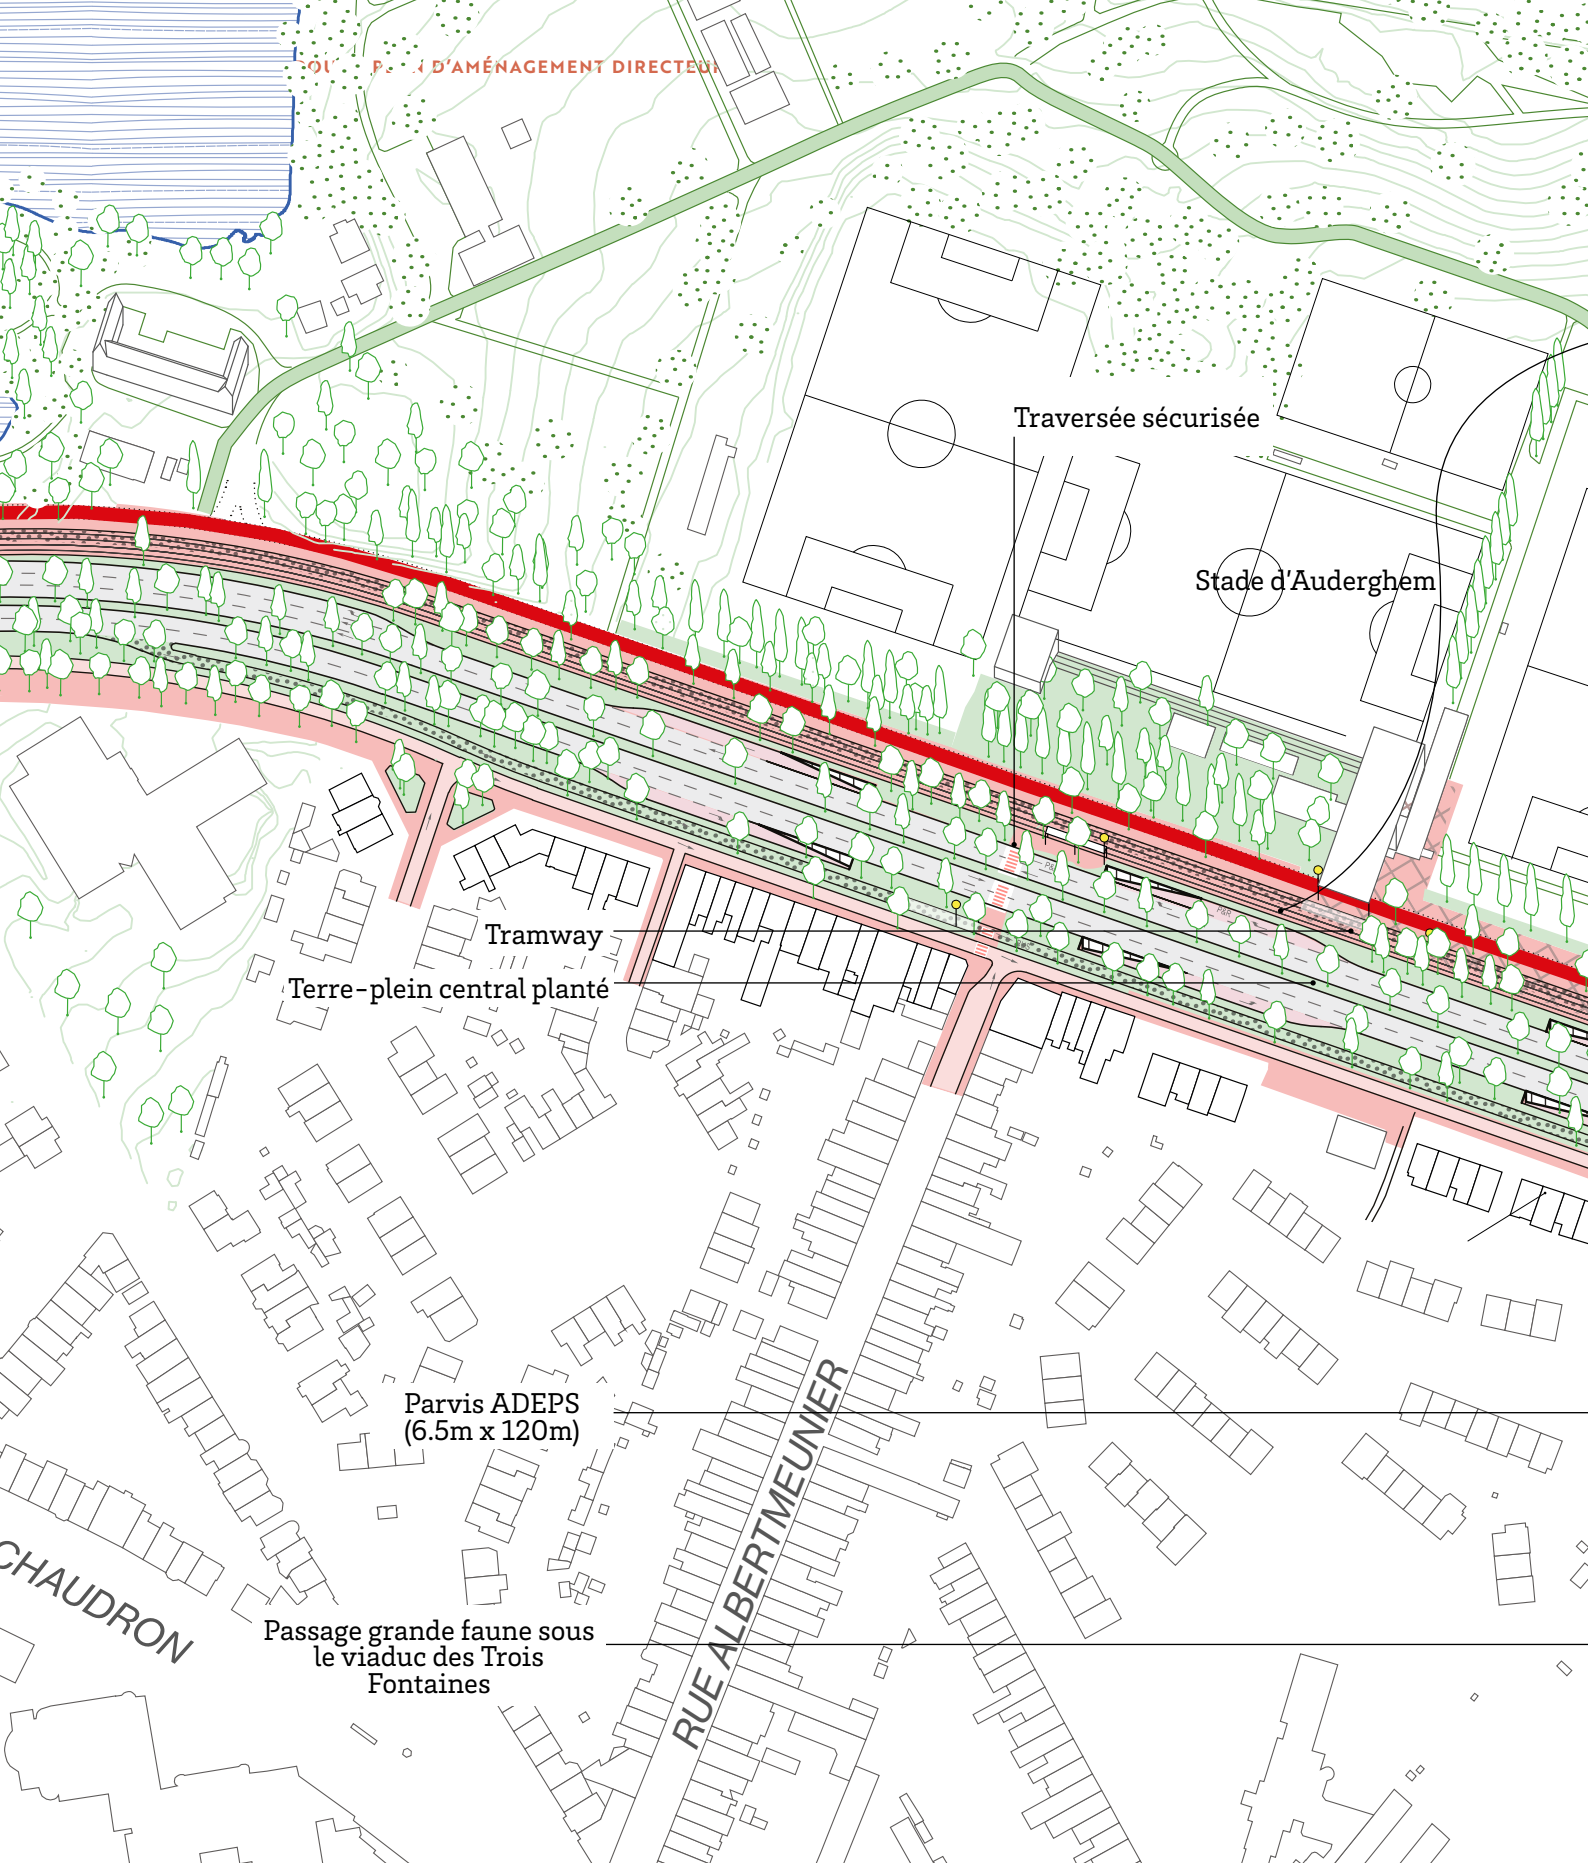 D'AMÉNAGEMENT
Traversée sécurisée
Stade d'Auderghem
Tramway
Terre-plein central planté
P&R
Parvis ADEPS
(6.5m x 120m)
RUE ALBERTMEUNIER
CHAUDRON
Passage grande faune sous
le viaduc des Trois
Fontaines